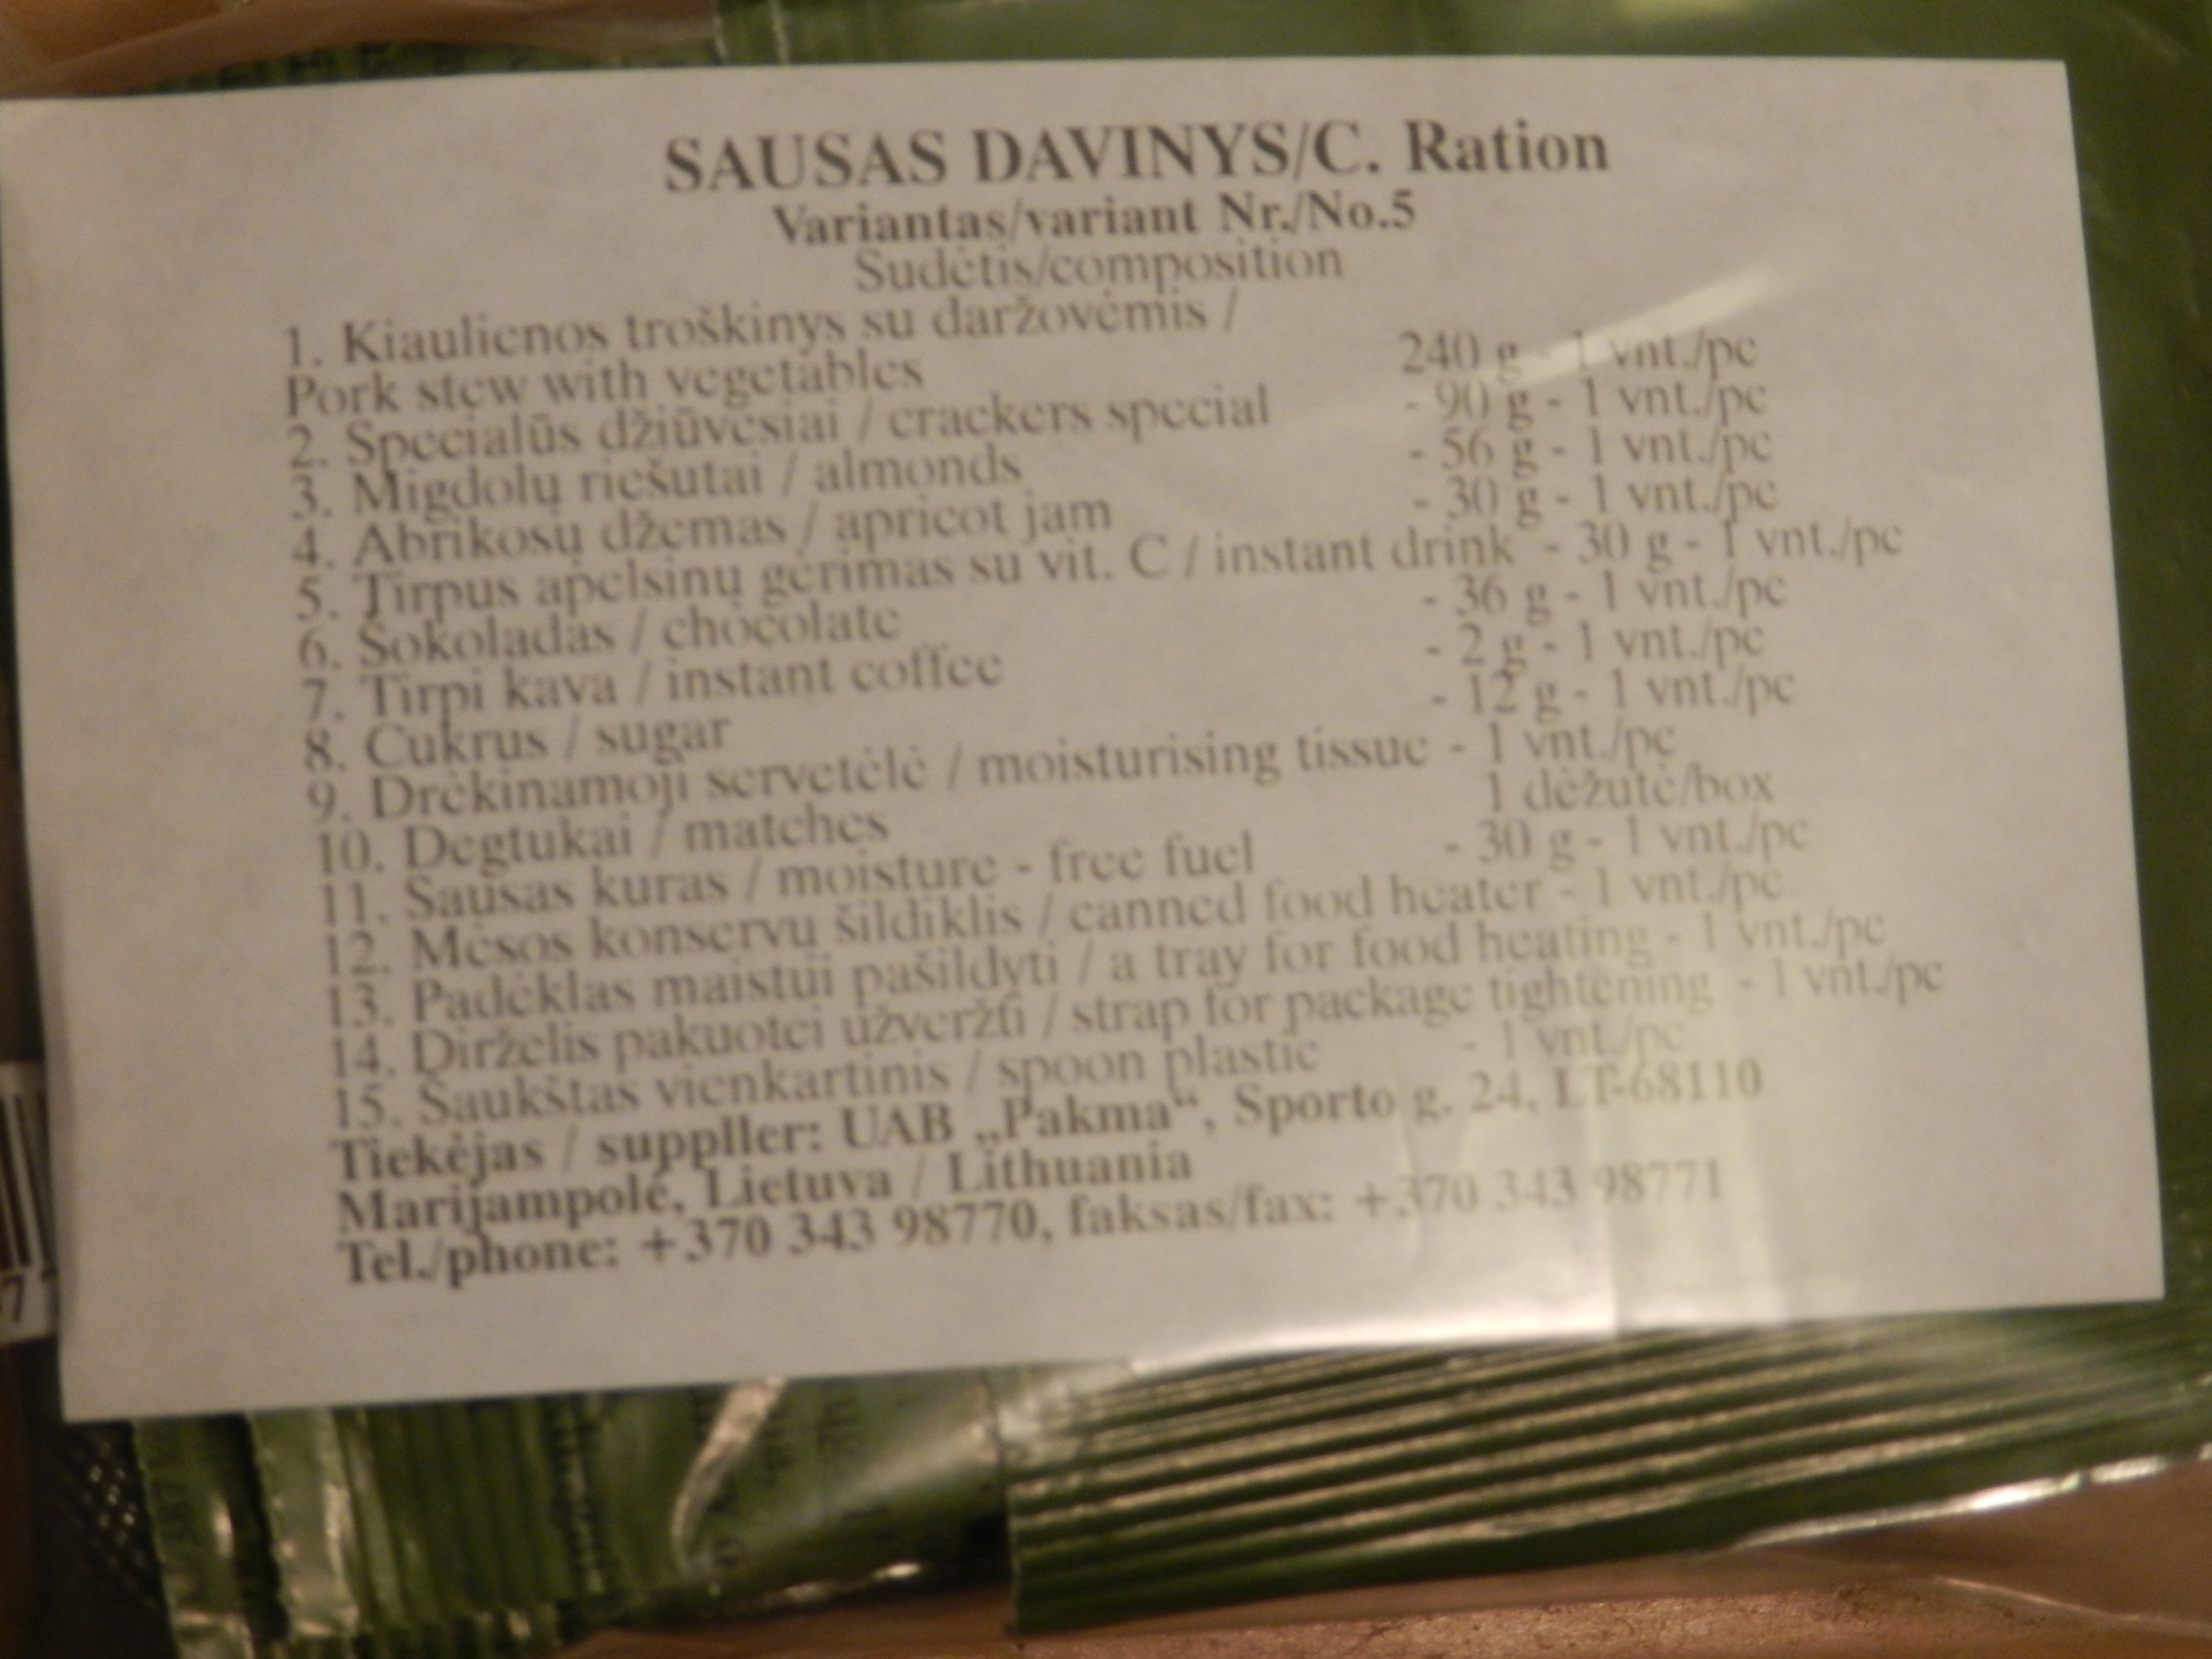 SAUSAS DAVINYS/C. Ration
Variantas/variant Nr./No.5
Sudėtis/composition
1. Kiaulienos troškinys su daržovėmis /
Pork stew with vegetables 240 g - 1 vnt./pc
2. Specialūs džiūvėsiai / crackers special - 90 g - 1 vnt./pc
3. Migdolų riešutai / almonds - 56 g - 1 vnt./pc
4. Abrikosų džemas / apricot jam - 30 g - 1 vnt./pc
5. Tirpus apelsinų gėrimas su vit. C / instant drink - 30 g - 1 vnt./pc
6. Šokoladas / chocolate - 36 g - 1 vnt./pc
7. Tirpi kava / instant coffee - 2 g - 1 vnt./pc
8. Cukrus / sugar - 12 g - 1 vnt./pc
9. Drėkinamoji servetėlė / moisturising tissue - 1 vnt./pc
10. Degtukai / matches 1 dėžutė/box
11. Sausas kuras / moisture - free fuel - 30 g - 1 vnt./pc
12. Mėsos konservų šildiklis / canned food heater - 1 vnt./pc
13. Padėklas maistui pašildyti / a tray for food heating - 1 vnt./pc
14. Dirželis pakuotei užveržti / strap for package tightening - 1 vnt./pc
15. Šaukštas vienkartinis / spoon plastic - 1 vnt./pc
Tiekėjas / suppller: UAB „Pakma“, Sporto g. 24, LT-68110
Marijampolė, Lietuva / Lithuania
Tel./phone: +370 343 98770, faksas/fax: +370 343 98771
7